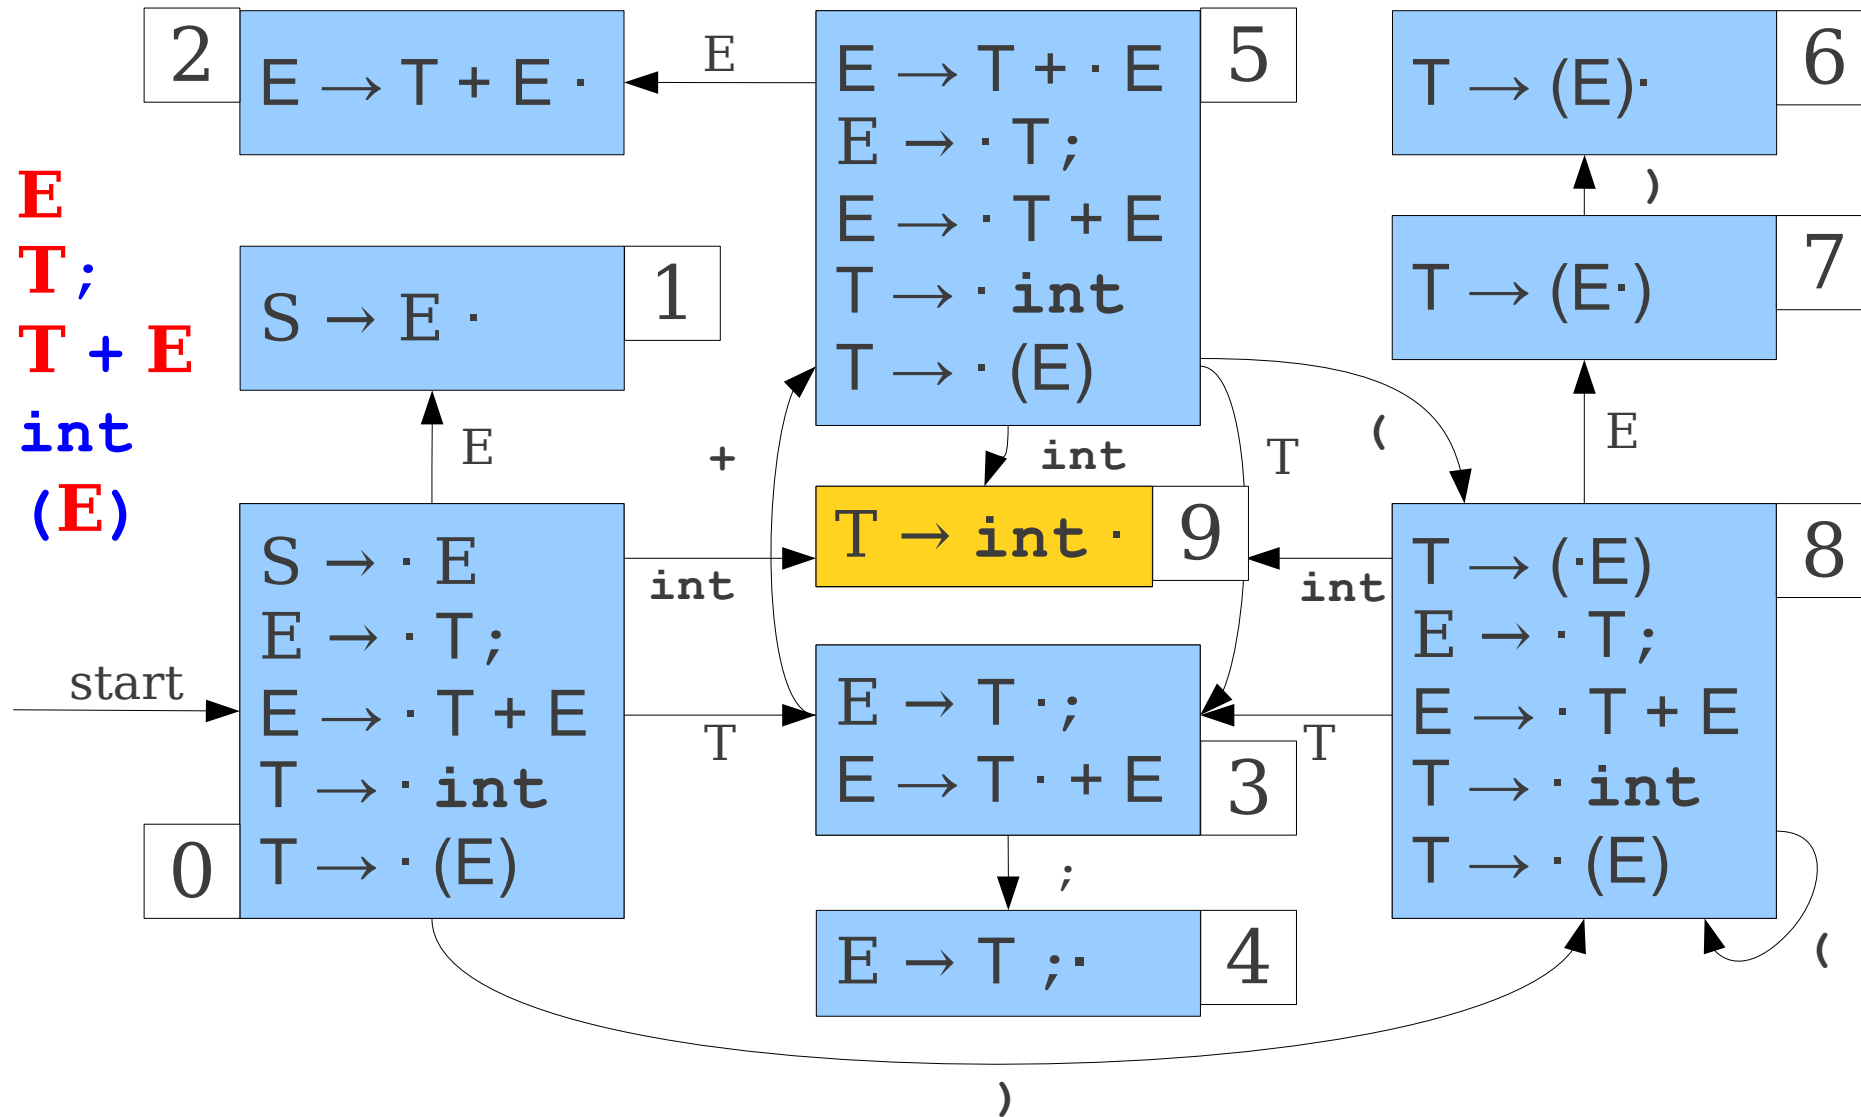 2
E → T + E ·
E
E → T + · E
E → · T ;
E → · T + E
T → · int
T → · (E)
5
T → (E)·
6
)
E
T ;
T + E
int
(E)
S → E ·
1
T → (E·)
7
E
+
int
T
(
E
T → int ·
9
S → · E
E → · T ;
E → · T + E
T → · int
T → · (E)
0
start
int
T
int
T
E → T · ;
E → T · + E
3
T → (·E)
E → · T ;
E → · T + E
T → · int
T → · (E)
8
;
E → T ; ·
4
(
)